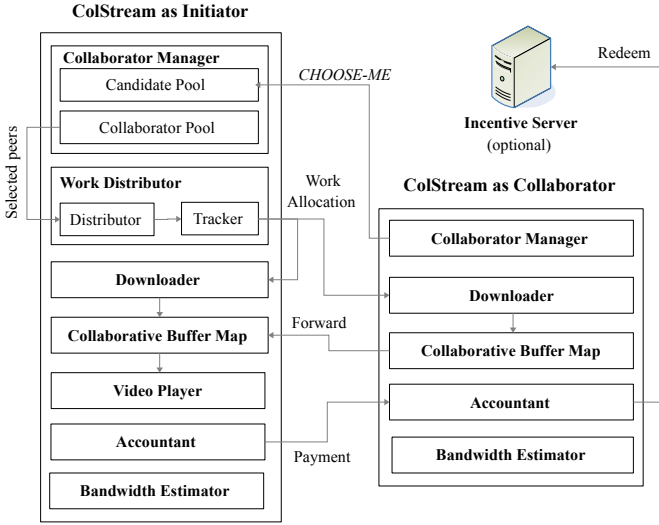 ColStream as Initiator
Collaborator Manager
Candidate Pool
Collaborator Pool
Selected peers
Work Distributor
Distributor
Tracker
Downloader
Collaborative Buffer Map
Video Player
Accountant
Bandwidth Estimator
CHOOSE-ME
Work
Allocation
Forward
Payment
Redeem
Incentive Server
(optional)
ColStream as Collaborator
Collaborator Manager
Downloader
Collaborative Buffer Map
Accountant
Bandwidth Estimator